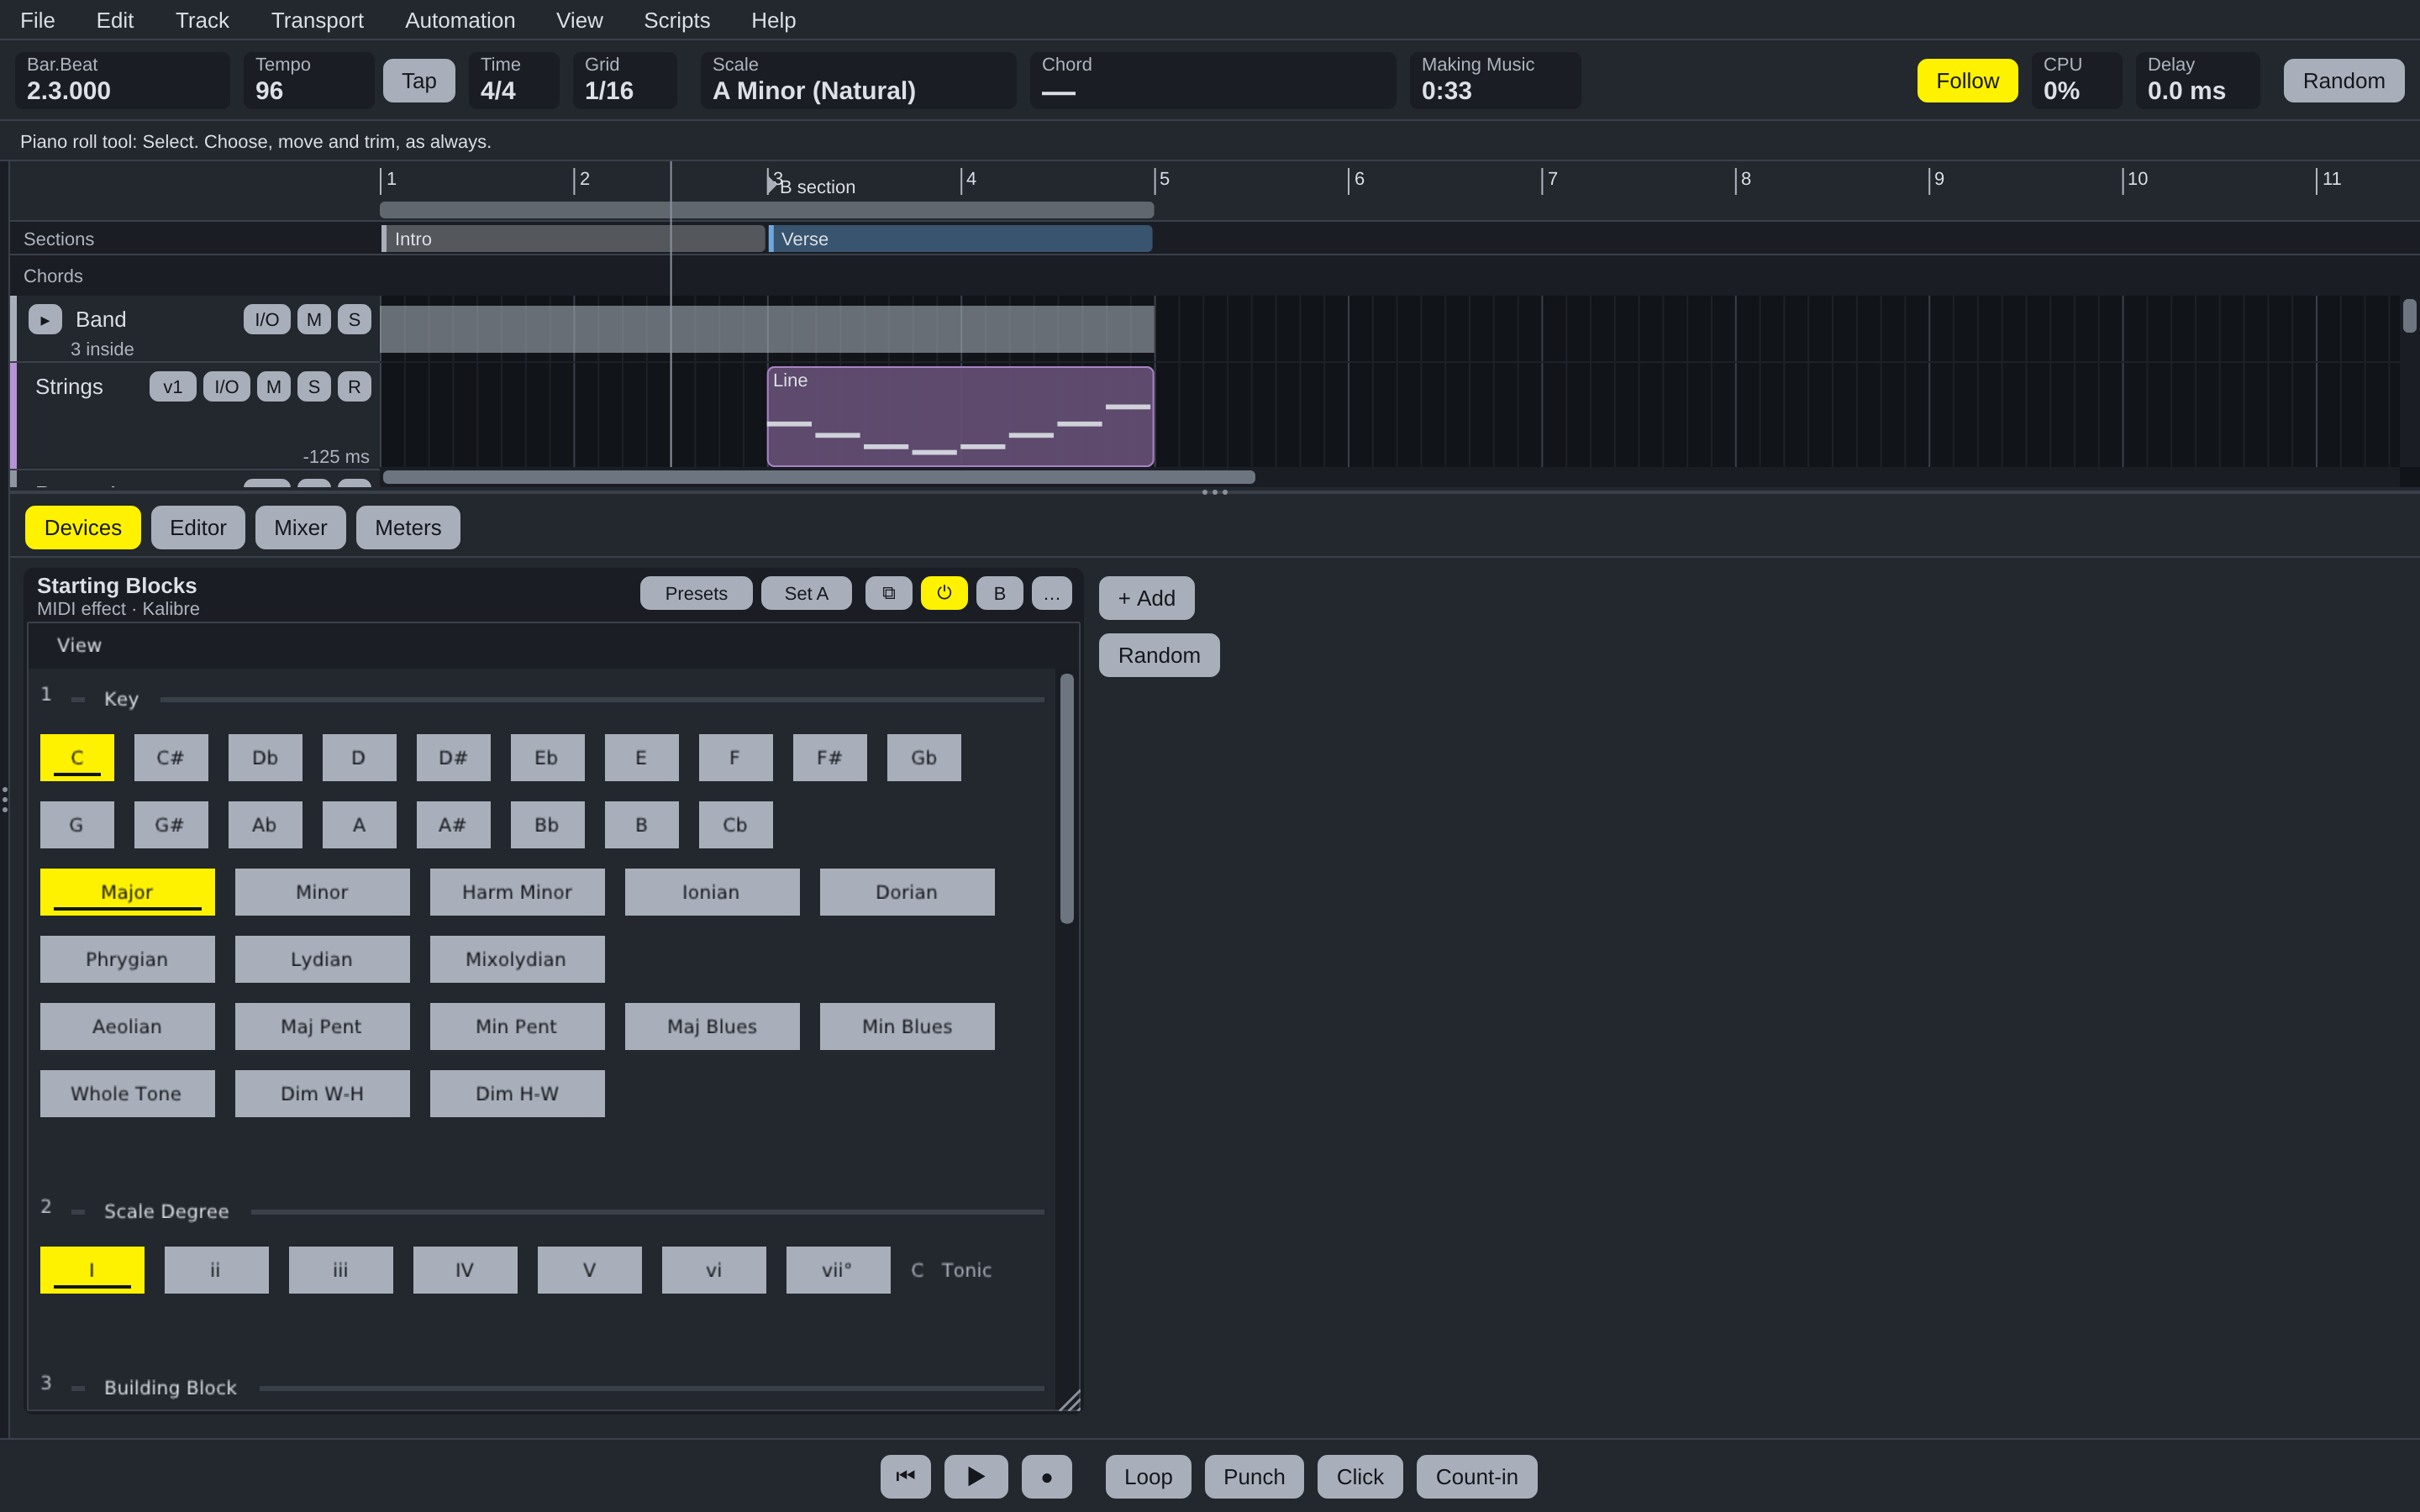 File Edit Track Transport Automation View Scripts Help
Bar.Beat Tempo Time Grid Scale Chord Making Music CPU Delay
2.3.000 96 Tap 4/4 1/16 A Minor (Natural) — 0:33 Follow 0% 0.0 ms Random
Piano roll tool: Select. Choose, move and trim, as always.
1 2 3 4 5 6 7 8 9 10 11
B section
Sections Intro Verse
Chords
Band I/O M S
3 inside
Strings v1 I/O M S R
Line
-125 ms
Devices Editor Mixer Meters
Starting Blocks Presets Set A B ...
MIDI effect · Kalibre
+ Add
Random
View
1 Key
C C# Db D D# Eb E F F# Gb
G G# Ab A A# Bb B Cb
Major Minor Harm Minor Ionian Dorian
Phrygian Lydian Mixolydian
Aeolian Maj Pent Min Pent Maj Blues Min Blues
Whole Tone Dim W-H Dim H-W
2 Scale Degree
I ii iii IV V vi vii° C Tonic
3 Building Block
Loop Punch Click Count-in